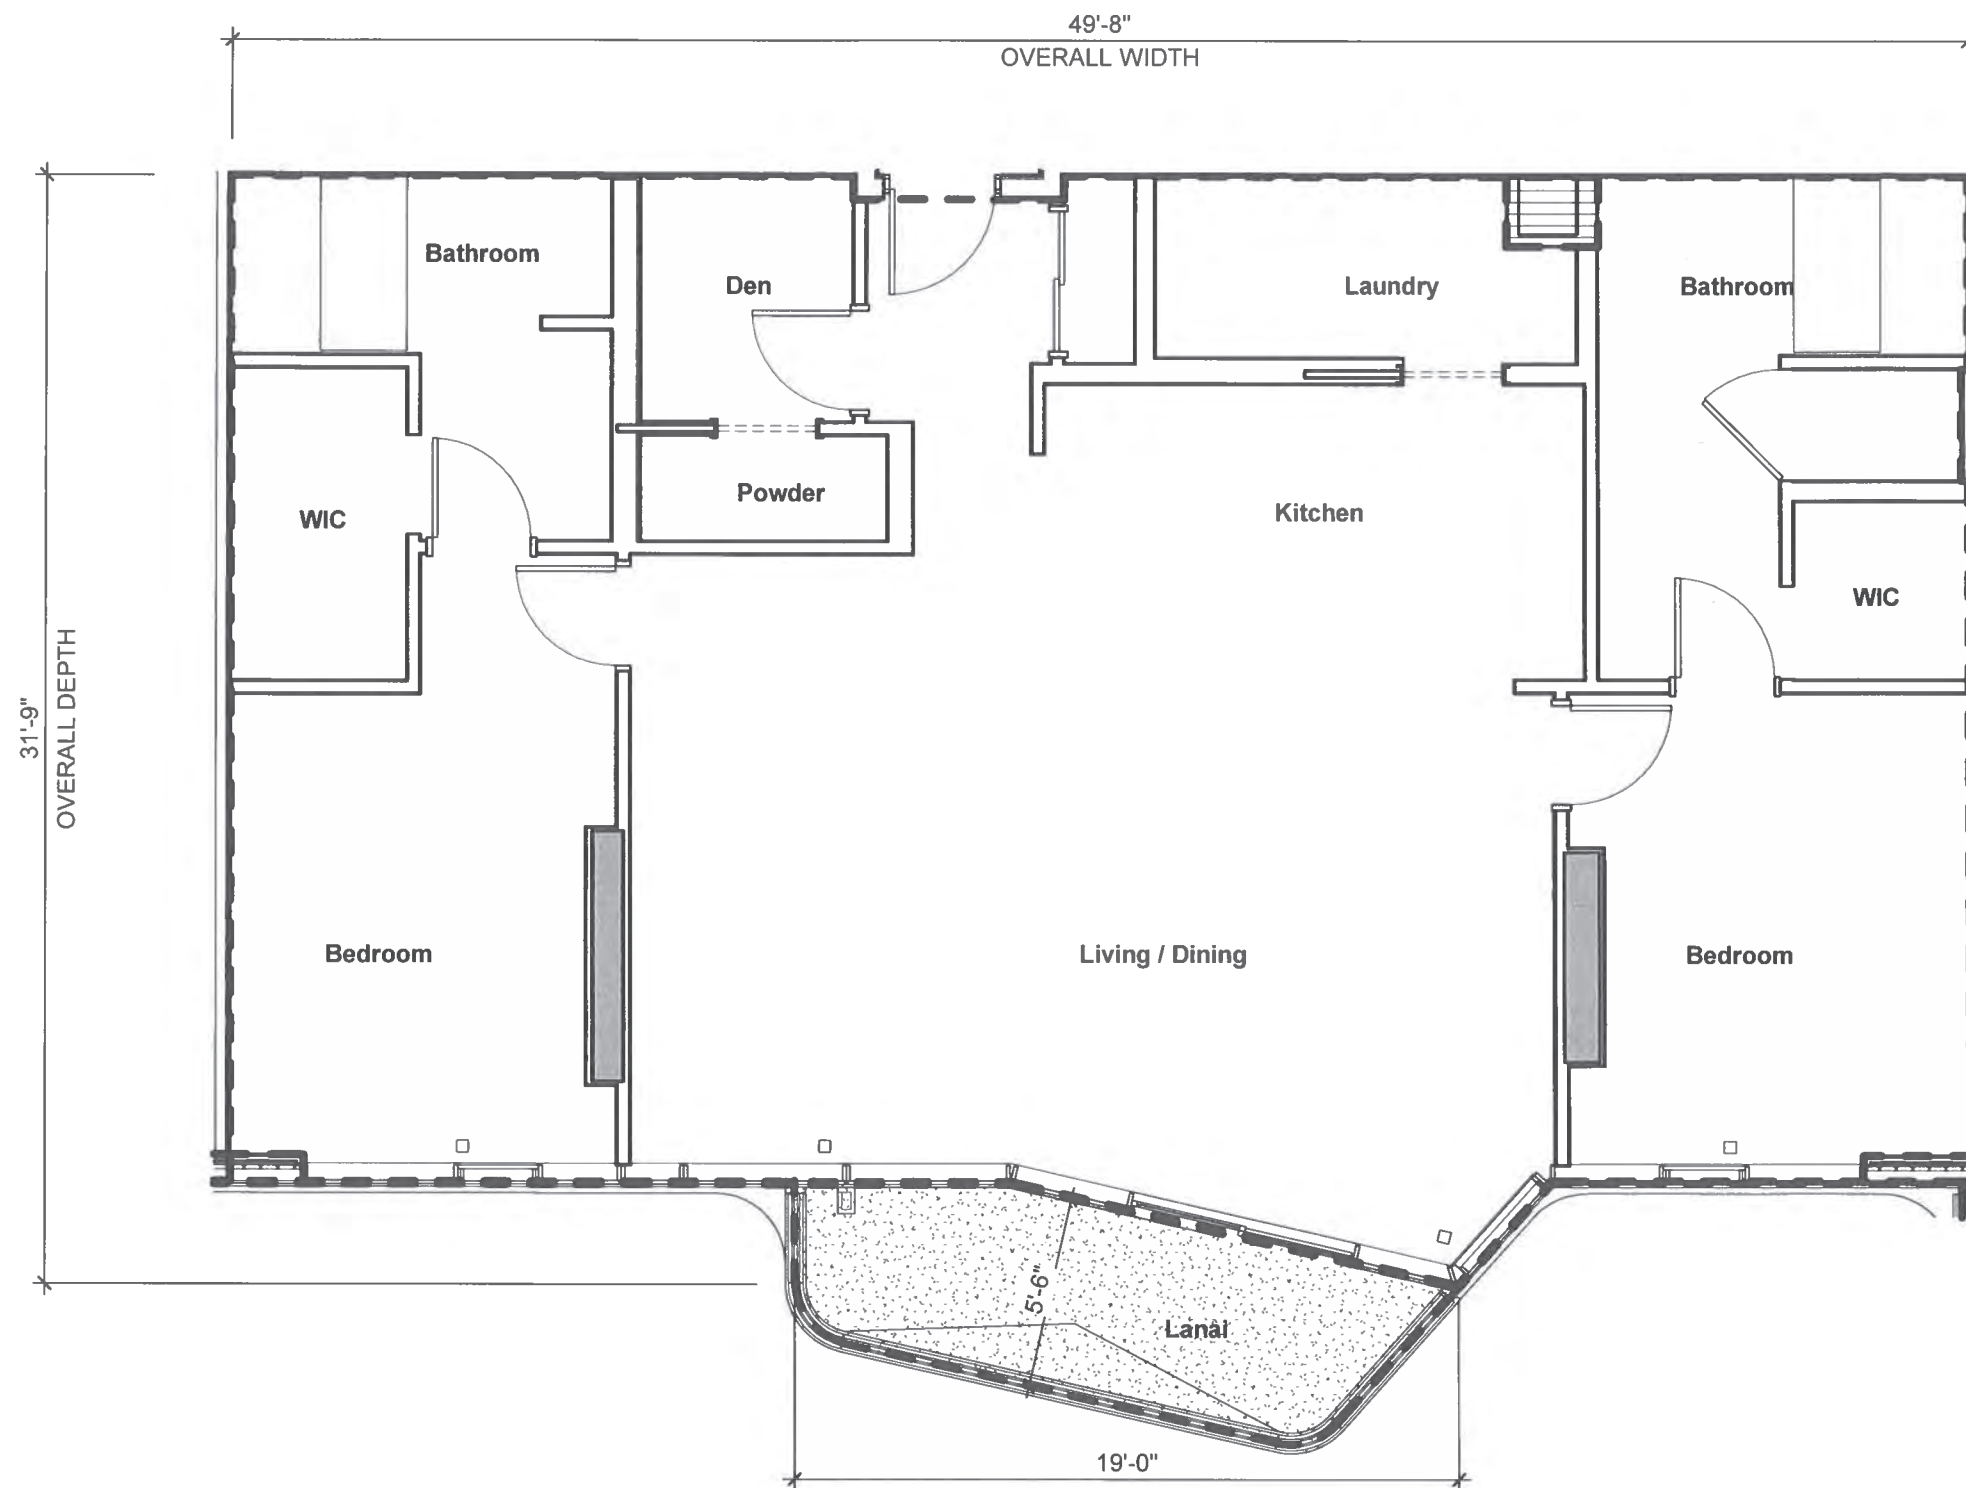 49'-8"
OVERALL WIDTH
Bathroom
Den
Laundry
Bathroom
Powder
Kitchen
WIC
WIC
31'-9"
OVERALL DEPTH
Bedroom
Living / Dining
Bedroom
5'-6"
Lanai
19'-0"